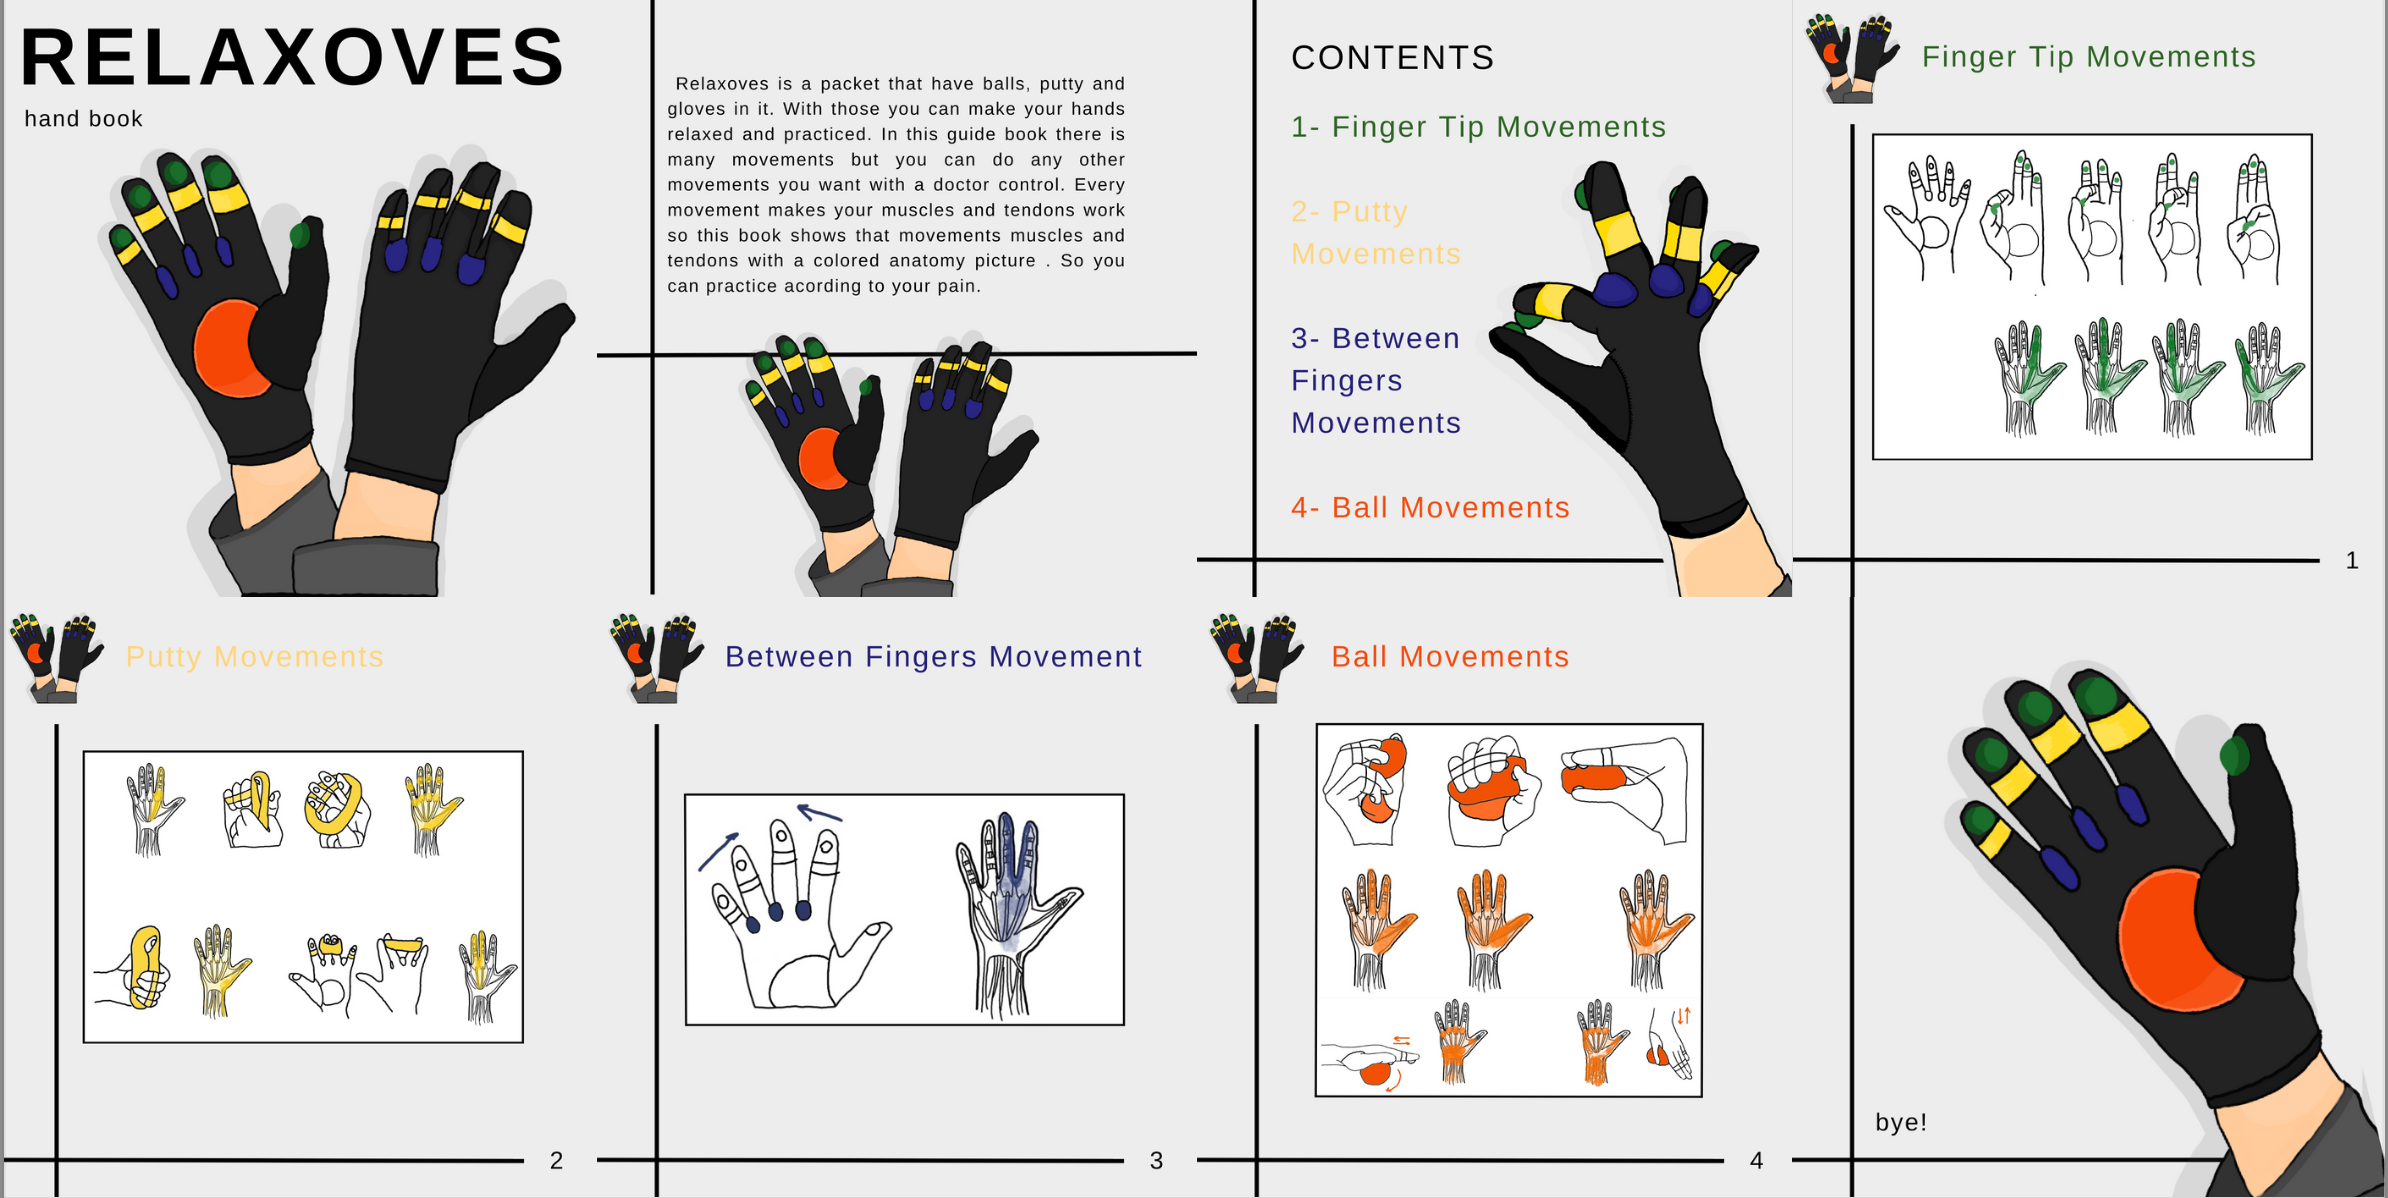 RELAXOVES
hand book
Relaxoves is a packet that have balls, putty and
gloves in it. With those you can make your hands
relaxed and practiced. In this guide book there is
many movements but you can do any other
movements you want with a doctor control. Every
movement makes your muscles and tendons work
so this book shows that movements muscles and
tendons with a colored anatomy picture . So you
can practice acording to your pain.
CONTENTS
1- Finger Tip Movements
2- Putty
Movements
3- Between
Fingers
Movements
4- Ball Movements
Finger Tip Movements
1
Putty Movements
2
Between Fingers Movement
3
Ball Movements
4
bye!